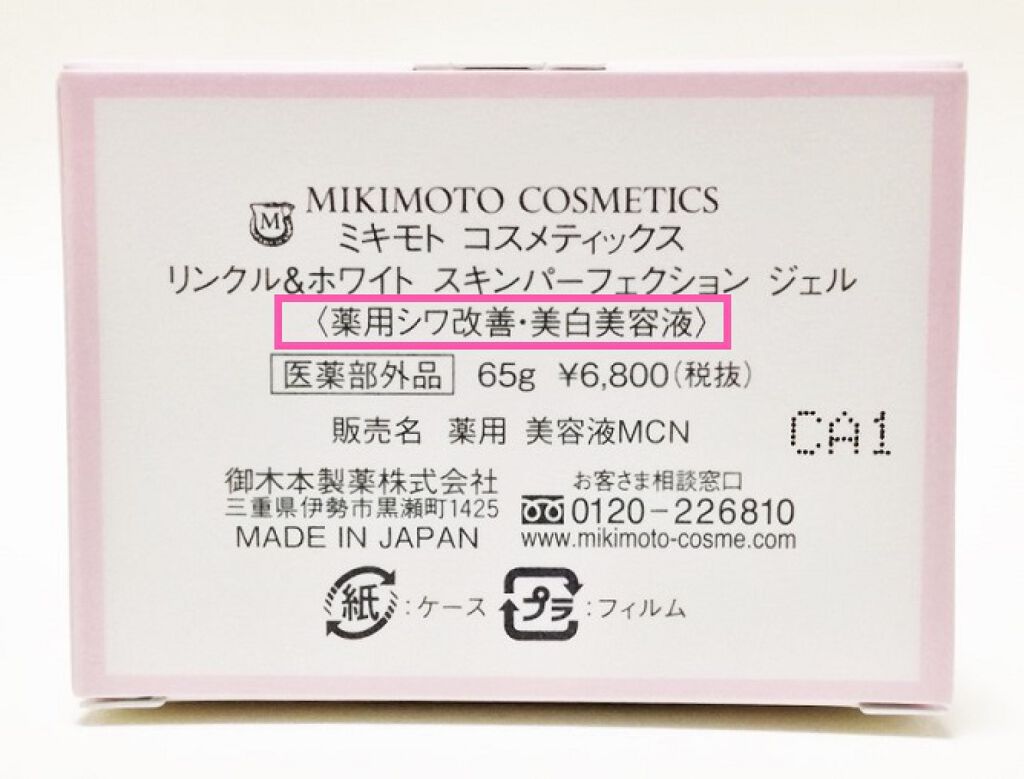 MIKIMOTO COSMETICS
M
ミキモト コスメティックス
リンクル&ホワイト スキンパーフェクション ジェル
〈薬用シワ改善・美白美容液〉
医薬部外品 65g ¥6,800(税抜)
販売名 薬用 美容液MCN
CA1
御木本製薬株式会社
三重県伊勢市黒瀬町1425
MADE IN JAPAN
お客さま相談窓口
0120-226810
www.mikimoto-cosme.com
紙:ケース プラ:フィルム